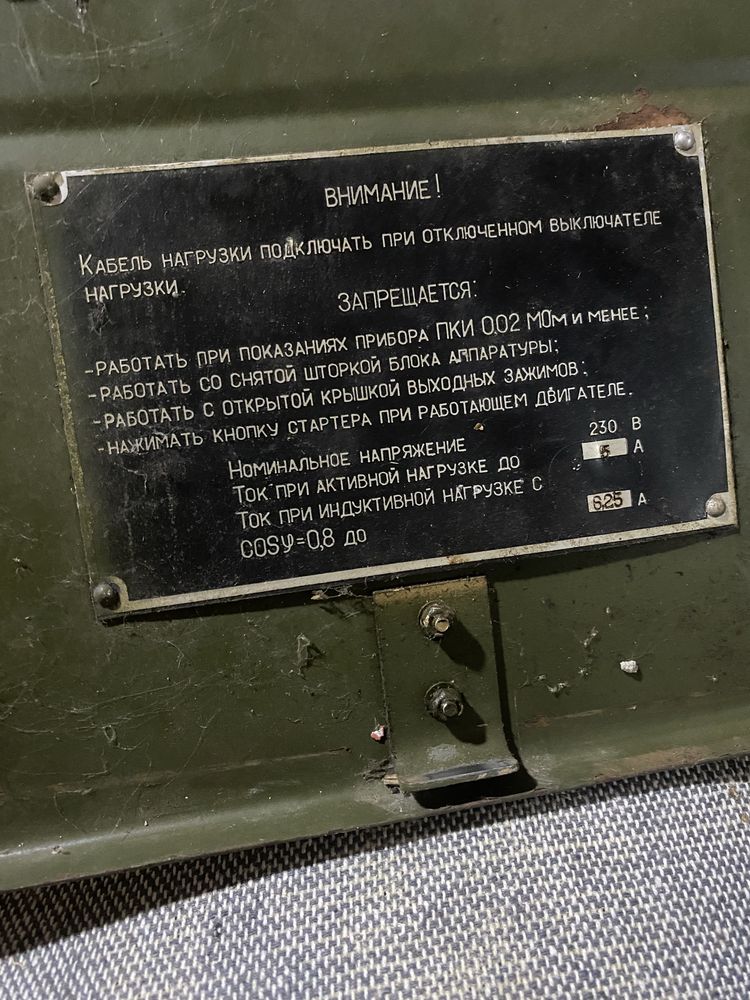 ВНИМАНИЕ!
КАБЕЛЬ НАГРУЗКИ ПОДКЛЮЧАТЬ ПРИ ОТКЛЮЧЕННОМ ВЫКЛЮЧАТЕЛЕ
НАГРУЗКИ.
ЗАПРЕЩАЕТСЯ:
-РАБОТАТЬ ПРИ ПОКАЗАНИЯХ ПРИБОРА ПКИ 0,02 МОм И МЕНЕЕ;
-РАБОТАТЬ СО СНЯТОЙ ШТОРКОЙ БЛОКА АППАРАТУРЫ;
-РАБОТАТЬ С ОТКРЫТОЙ КРЫШКОЙ ВЫХОДНЫХ ЗАЖИМОВ;
-НАЖИМАТЬ КНОПКУ СТАРТЕРА ПРИ РАБОТАЮЩЕМ ДВИГАТЕЛЕ.
НОМИНАЛЬНОЕ НАПРЯЖЕНИЕ 230 В
ТОК ПРИ АКТИВНОЙ НАГРУЗКЕ ДО 5 А
ТОК ПРИ ИНДУКТИВНОЙ НАГРУЗКЕ С
COSφ=0,8 ДО 6,25 А